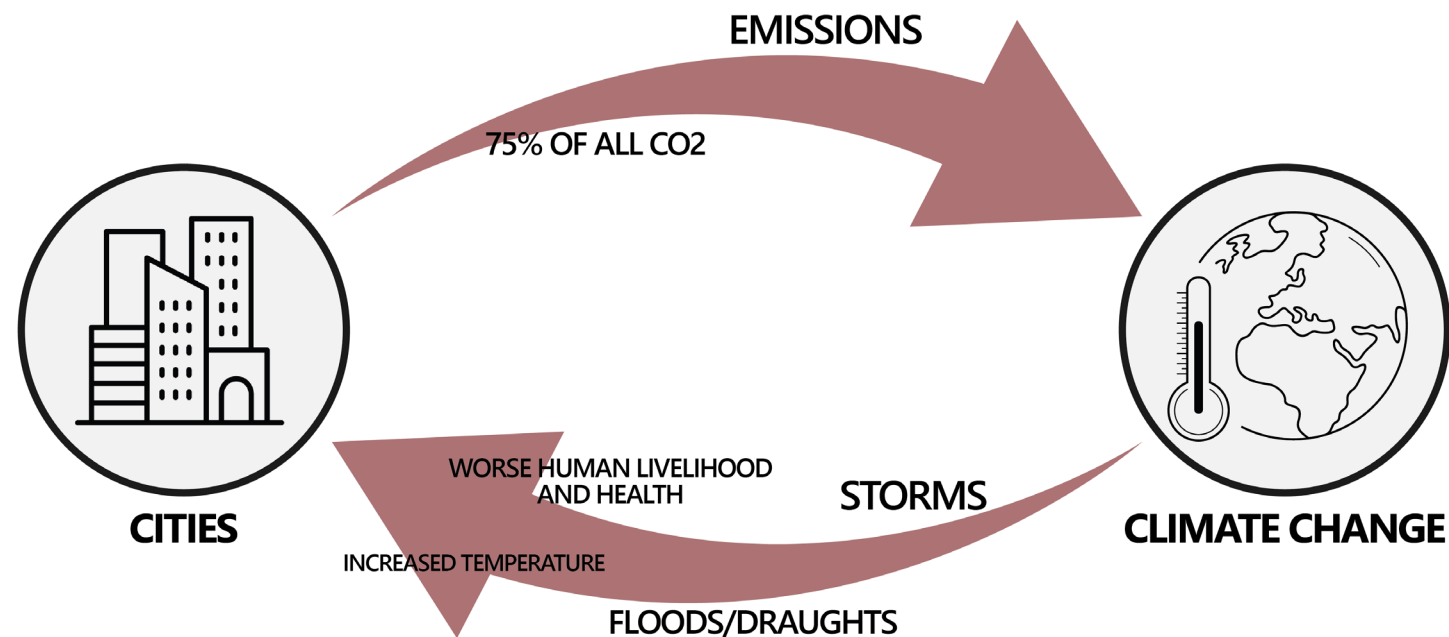 EMISSIONS
75% OF ALL CO2
CITIES
CLIMATE CHANGE
WORSE HUMAN LIVELIHOOD
AND HEALTH
STORMS
INCREASED TEMPERATURE
FLOODS/DRAUGHTS